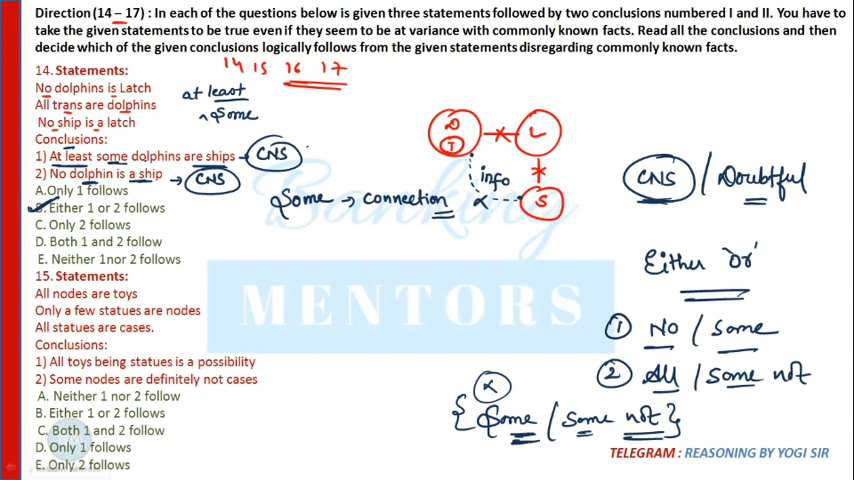 Direction (14 – 17) : In each of the questions below is given three statements followed by two conclusions numbered I and II. You have to
take the given statements to be true even if they seem to be at variance with commonly known facts. Read all the conclusions and then
decide which of the given conclusions logically follows from the given statements disregarding commonly known facts.
14 15 16 17
14. Statements:
No dolphins is Latch
All trans are dolphins
No ship is a latch
Conclusions:
1) At least some dolphins are ships
2) No dolphin is a ship
A.Only 1 follows
B. Either 1 or 2 follows
C. Only 2 follows
D. Both 1 and 2 follow
E. Neither 1nor 2 follows
15. Statements:
All nodes are toys
Only a few statues are nodes
All statues are cases.
Conclusions:
1) All toys being statues is a possibility
2) Some nodes are definitely not cases
A. Neither 1 nor 2 follow
B. Either 1 or 2 follows
C. Both 1 and 2 follow
D. Only 1 follows
E. Only 2 follows
at least
Some
CNS
CNS
Some → connection
D
T
L
S
info
CNS / Doubtful
Either 'or'
1 No / Some
2 All / Some not
{ Some / Some not }
Banking
MENTORS
TELEGRAM : REASONING BY YOGI SIR